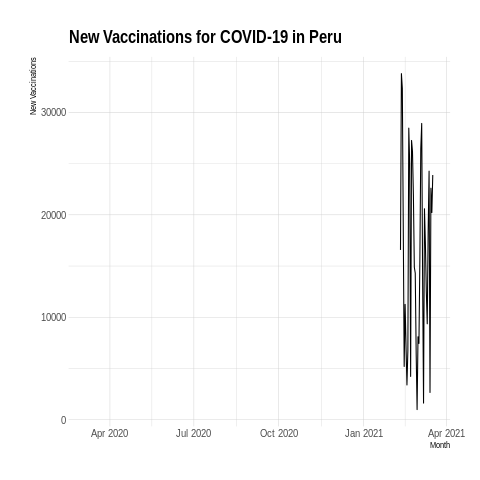 New Vaccinations for COVID-19 in Peru
New Vaccinations
30000
20000
10000
0
Apr 2020 Jul 2020 Oct 2020 Jan 2021 Apr 2021
Month